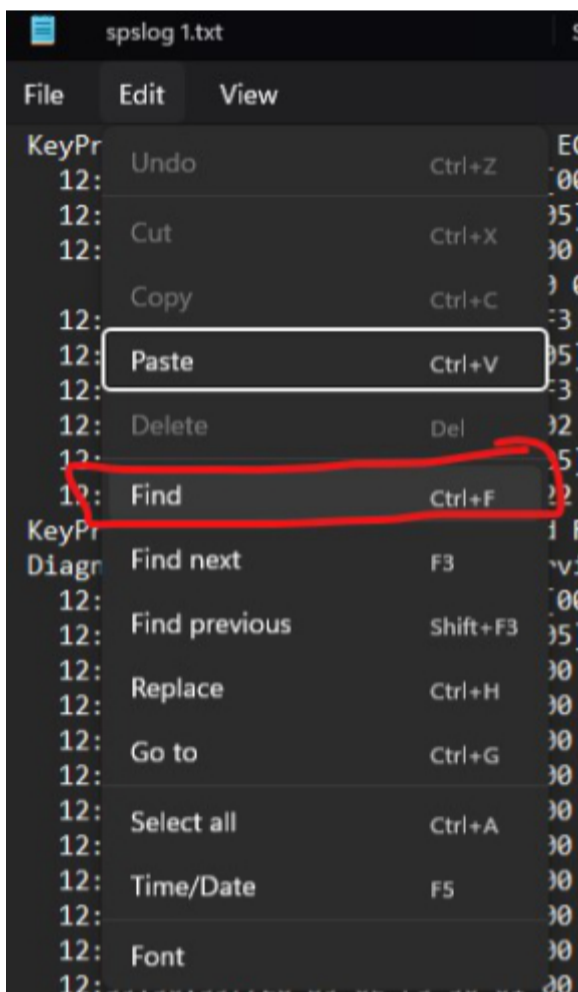 spslog 1.txt
File Edit View
KeyPr
Undo Ctrl+Z
12:
12:
Cut Ctrl+X
12:
Copy Ctrl+C
12:
12:
Paste Ctrl+V
12:
12:
Delete Del
12:
12:
Find Ctrl+F
KeyPr
Find next F3
Diagn
12:
Find previous Shift+F3
12:
12:
Replace Ctrl+H
12:
12:
Go to Ctrl+G
12:
12:
Select all Ctrl+A
12:
12:
Time/Date F5
12:
12:
Font
12: